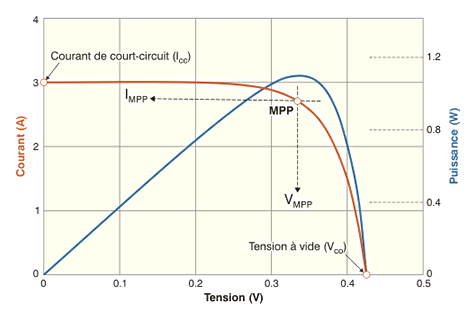 4
Courant de court-circuit (Icc)
1.2
3
IMPP
MPP
Courant (A)
Puissance (W)
0.8
2
VMPP
0.4
1
Tension à vide (Vco)
0
0
0
0.1
0.2
0.3
0.4
0.5
Tension (V)